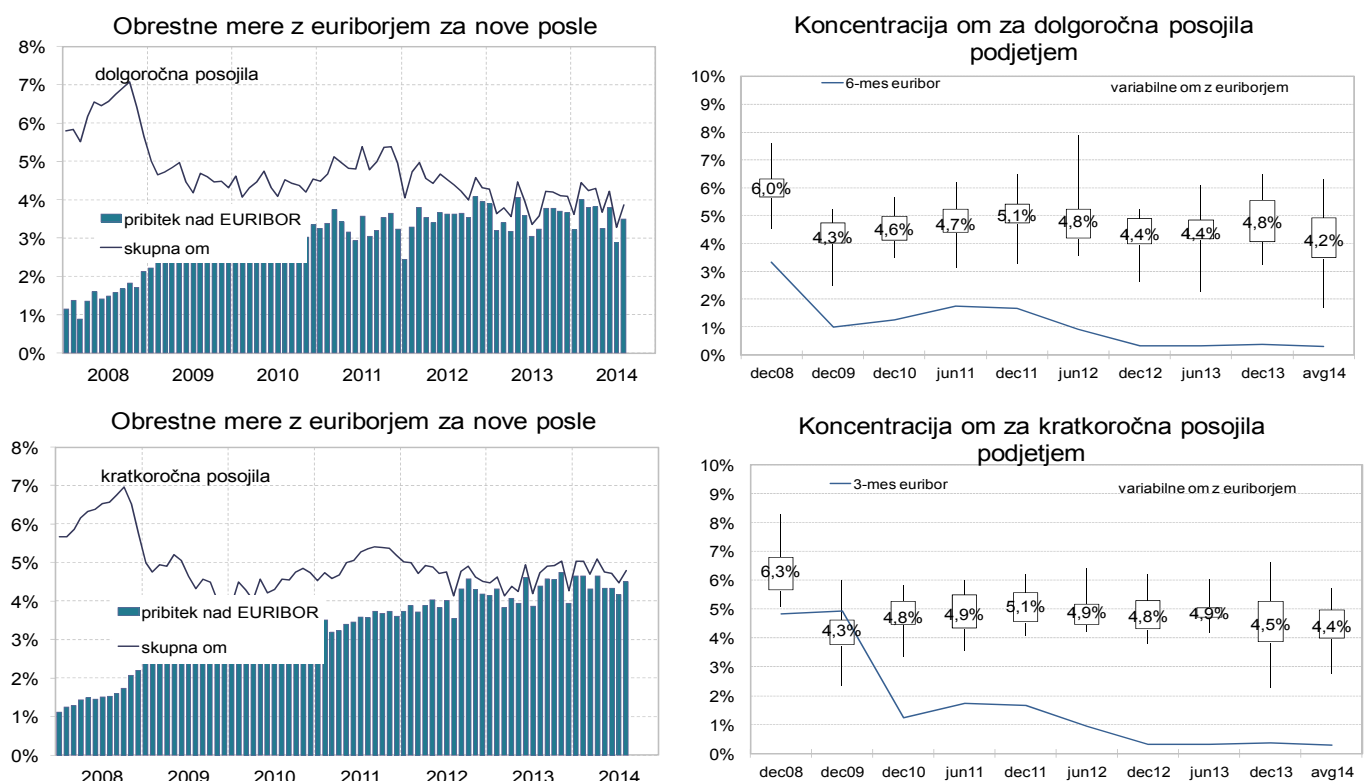 Obrestne mere z euriborjem za nove posle
8%
7%
6%
5%
4%
3%
2%
1%
0%
dolgoročna posojila
pribitek nad EURIBOR
skupna om
2008 2009 2010 2011 2012 2013 2014
Koncentracija om za dolgoročna posojila
podjetjem
10%
9%
8%
7%
6%
5%
4%
3%
2%
1%
0%
6-mes euribor
variabilne om z euriborjem
6,0% 4,3% 4,6% 4,7% 5,1% 4,8% 4,4% 4,4% 4,8% 4,2%
dec08 dec09 dec10 jun11 dec11 jun12 dec12 jun13 dec13 avg14
Obrestne mere z euriborjem za nove posle
8%
7%
6%
5%
4%
3%
2%
1%
0%
kratkoročna posojila
pribitek nad EURIBOR
skupna om
2008 2009 2010 2011 2012 2013 2014
Koncentracija om za kratkoročna posojila
podjetjem
10%
9%
8%
7%
6%
5%
4%
3%
2%
1%
0%
3-mes euribor
variabilne om z euriborjem
6,3% 4,3% 4,8% 4,9% 5,1% 4,9% 4,8% 4,9% 4,5% 4,4%
dec08 dec09 dec10 jun11 dec11 jun12 dec12 jun13 dec13 avg14